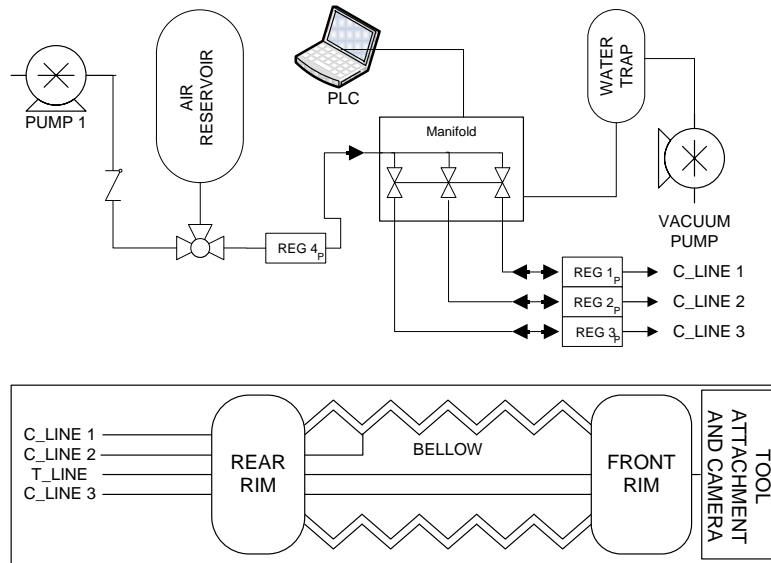 PUMP 1
AIR
RESERVOIR
PLC
Manifold
WATER
TRAP
VACUUM
PUMP
REG 4P
REG 1P
C_LINE 1
REG 2P
C_LINE 2
REG 3P
C_LINE 3
C_LINE 1
C_LINE 2
T_LINE
C_LINE 3
REAR
RIM
BELLOW
FRONT
RIM
TOOL
ATTACHMENT
AND CAMERA